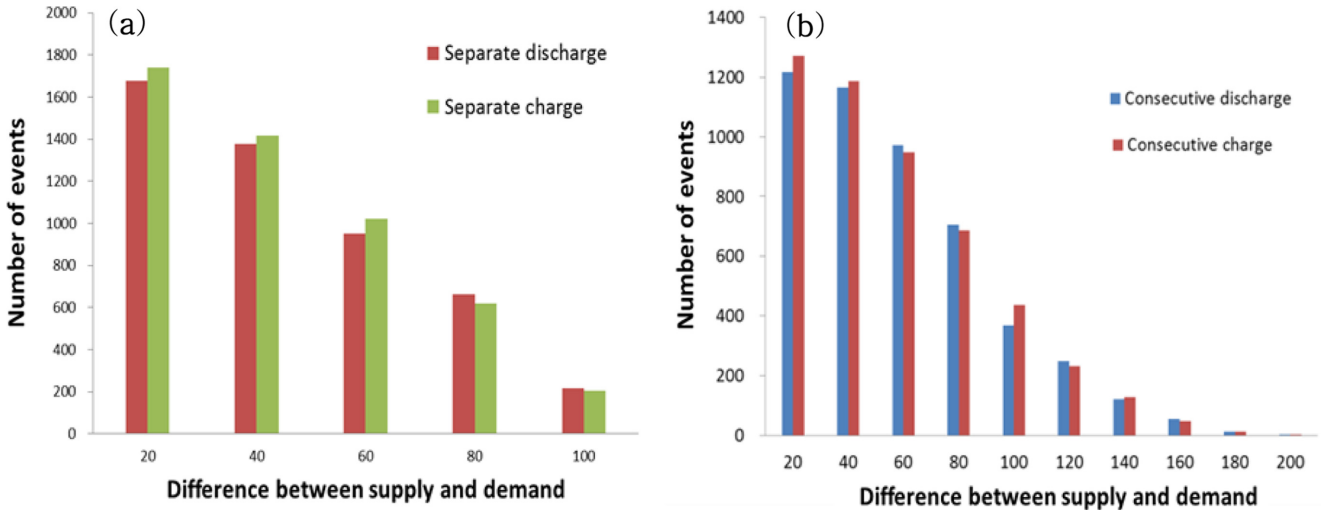 (a)
Number of events
2000
1800
1600
1400
1200
1000
800
600
400
200
0
Separate discharge
Separate charge
20 40 60 80 100
Difference between supply and demand
(b)
Number of events
1400
1200
1000
800
600
400
200
0
Consecutive discharge
Consecutive charge
20 40 60 80 100 120 140 160 180 200
Difference between supply and demand